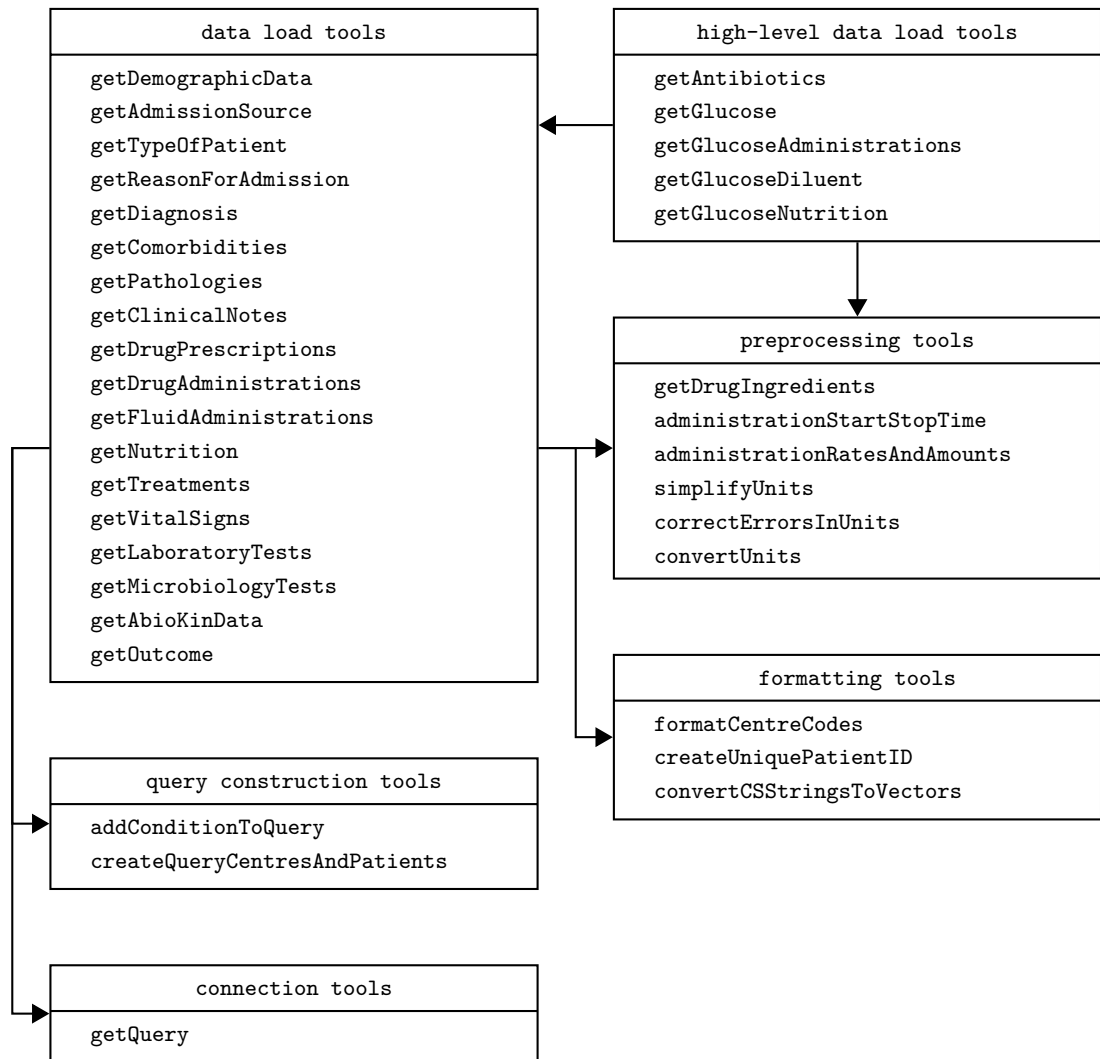 data load tools
getDemographicData
getAdmissionSource
getTypeOfPatient
getReasonForAdmission
getDiagnosis
getComorbidities
getPathologies
getClinicalNotes
getDrugPrescriptions
getDrugAdministrations
getFluidAdministrations
getNutrition
getTreatments
getVitalSigns
getLaboratoryTests
getMicrobiologyTests
getAbioKinData
getOutcome
high-level data load tools
getAntibiotics
getGlucose
getGlucoseAdministrations
getGlucoseDiluent
getGlucoseNutrition
preprocessing tools
getDrugIngredients
administrationStartStopTime
administrationRatesAndAmounts
simplifyUnits
correctErrorsInUnits
convertUnits
formatting tools
formatCentreCodes
createUniquePatientID
convertCSStringsToVectors
query construction tools
addConditionToQuery
createQueryCentresAndPatients
connection tools
getQuery